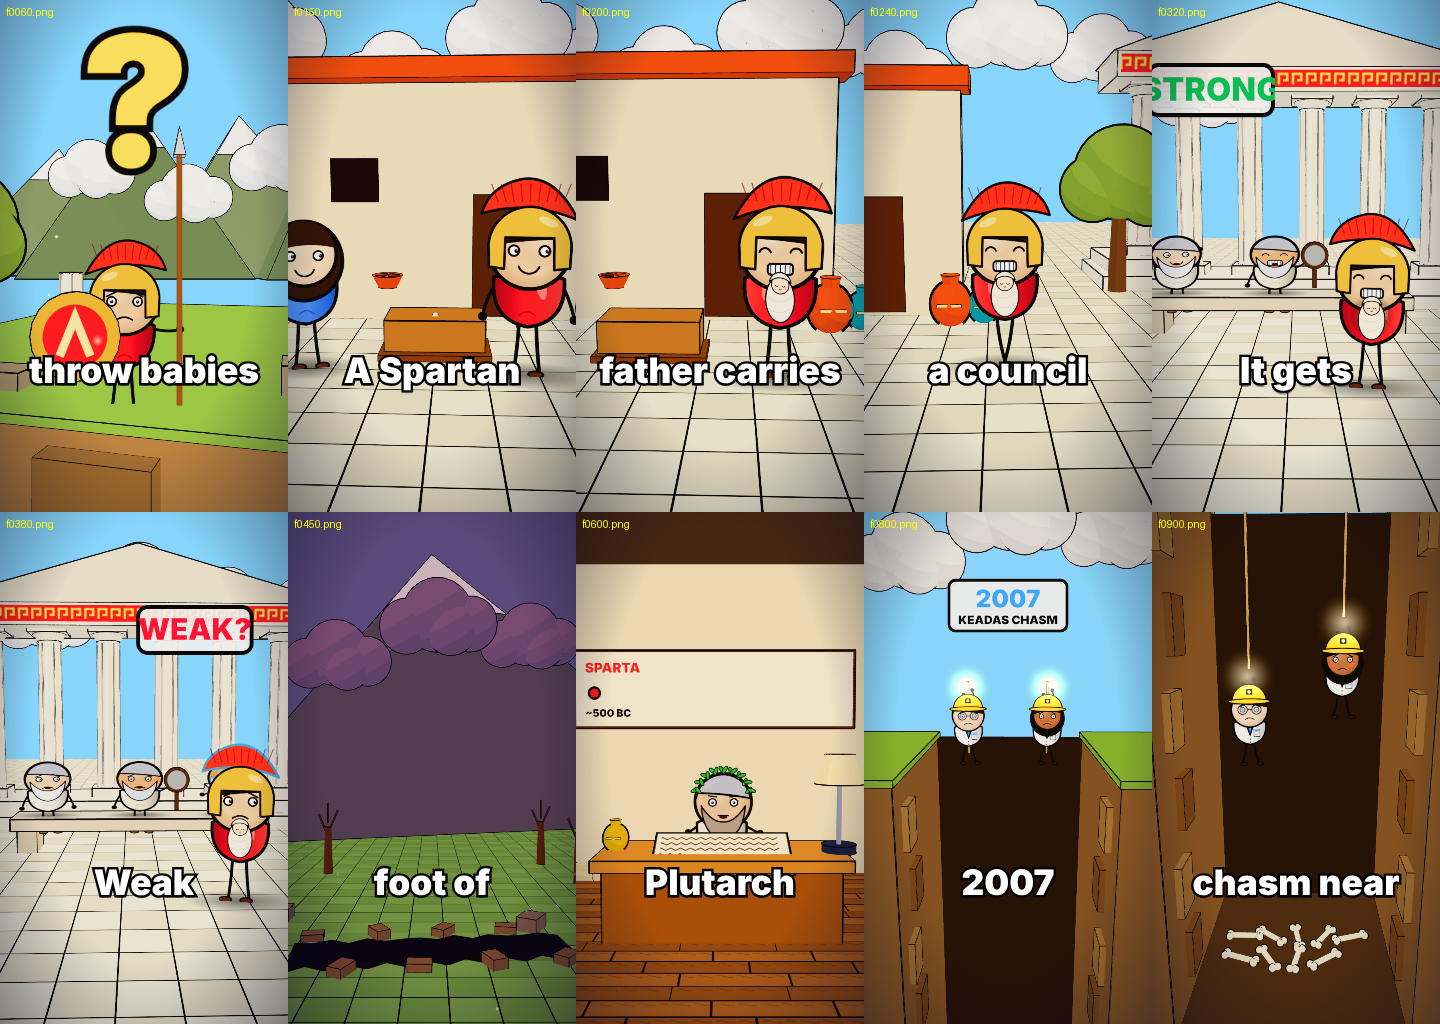 f0060.png
?
throw babies
f0150.png
A Spartan
f0200.png
father carries
f0240.png
a council
f0320.png
STRONG
It gets
f0380.png
WEAK?
Weak
f0450.png
foot of
f0600.png
SPARTA
~500 BC
Plutarch
f0800.png
2007
KEADAS CHASM
2007
f0900.png
chasm near